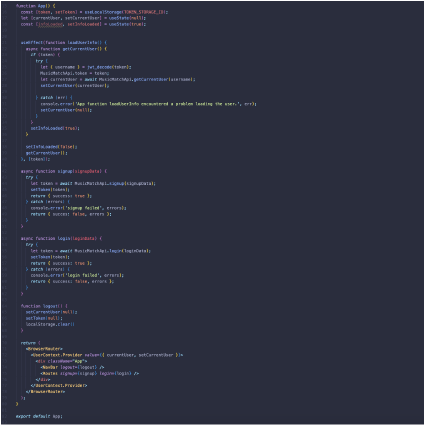 function App() {
const [token, setToken] = useLocalStorage(TOKEN_STORAGE_ID);
let [currentUser, setCurrentUser] = useState(null);
const [infoLoaded, setInfoLoaded] = useState(true);
useEffect(function loadUserInfo() {
async function getCurrentUser() {
if (token) {
try {
let { username } = jwt_decode(token);
MusicMatchApi.token = token;
let currentUser = await MusicMatchApi.getCurrentUser(username);
setCurrentUser(currentUser);
} catch (err) {
console.error('App function loadUserInfo encountered a problem loading the user.', err);
setCurrentUser(null);
}
}
setInfoLoaded(true);
}
setInfoLoaded(false);
getCurrentUser();
}, [token]);
async function signup(signupData) {
try {
let token = await MusicMatchApi.signup(signupData);
setToken(token);
return { success: true };
} catch (errors) {
console.error('signup failed', errors);
return { success: false, errors };
}
}
async function login(loginData) {
try {
let token = await MusicMatchApi.login(loginData);
setToken(token);
return { success: true };
} catch (errors) {
console.error('login failed', errors);
return { success: false, errors };
}
}
function logout() {
setCurrentUser(null);
setToken(null);
localStorage.clear()
}
return (
<BrowserRouter>
<UserContext.Provider value={{ currentUser, setCurrentUser }}>
<div className="App">
<NavBar logout={logout} />
<Routes signup={signup} login={login} />
</div>
</UserContext.Provider>
</BrowserRouter>
);
}
export default App;